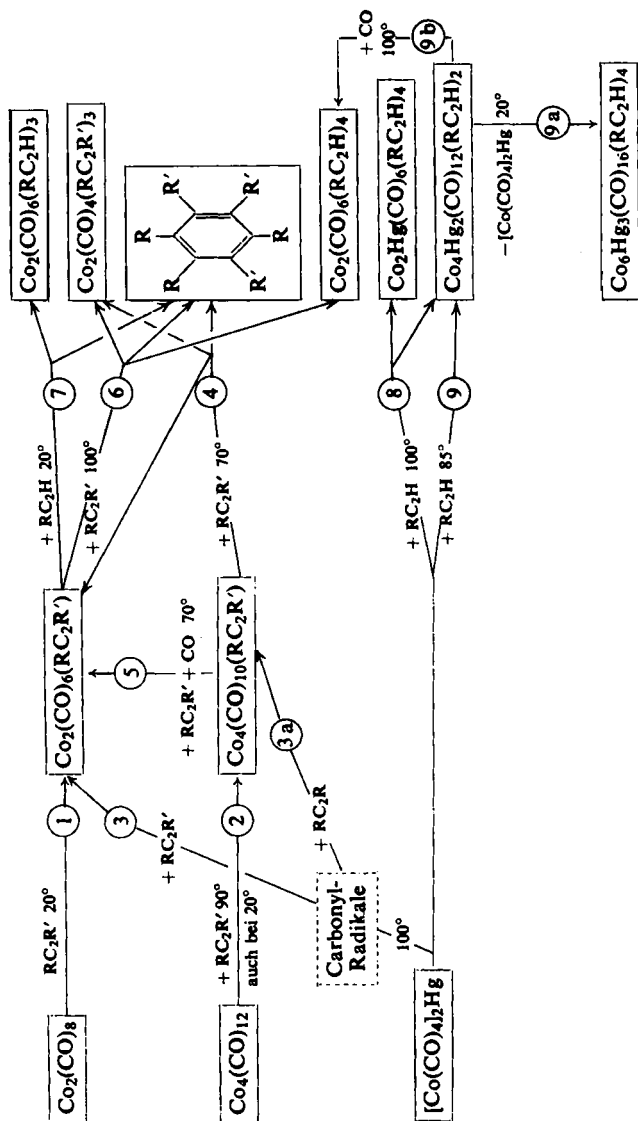 Co2(CO)8
RC2R′ 20°
1
Co2(CO)6(RC2R′)
+ RC2H 20°
7
Co2(CO)6(RC2H)3
+ RC2R′ 100°
6
Co2(CO)4(RC2R′)3
3
+ RC2R′
5
+ RC2R′ + CO 70°
Co4(CO)12
+ RC2R′ 90°
auch bei 20°
2
Co4(CO)10(RC2R′)
+ RC2R′ 70°
4
R
R R′
R′ R
R′
3a
+ RC2R
Carbonyl-
Radikale
100°
Co2(CO)6(RC2H)4
+ CO
100°
9b
[Co(CO)4]2Hg
+ RC2H 100°
8
Co2Hg(CO)6(RC2H)4
+ RC2H 85°
9
Co4Hg2(CO)12(RC2H)2
−[Co(CO)4]2Hg 20°
9a
Co6Hg3(CO)16(RC2H)4